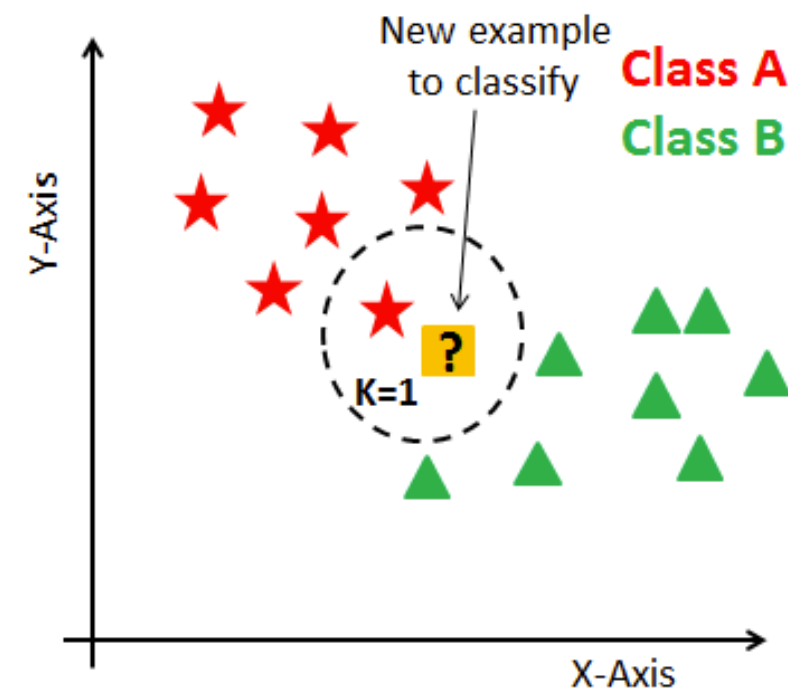 New example
to classify
Class A
Class B
Y-Axis
?
K=1
X-Axis